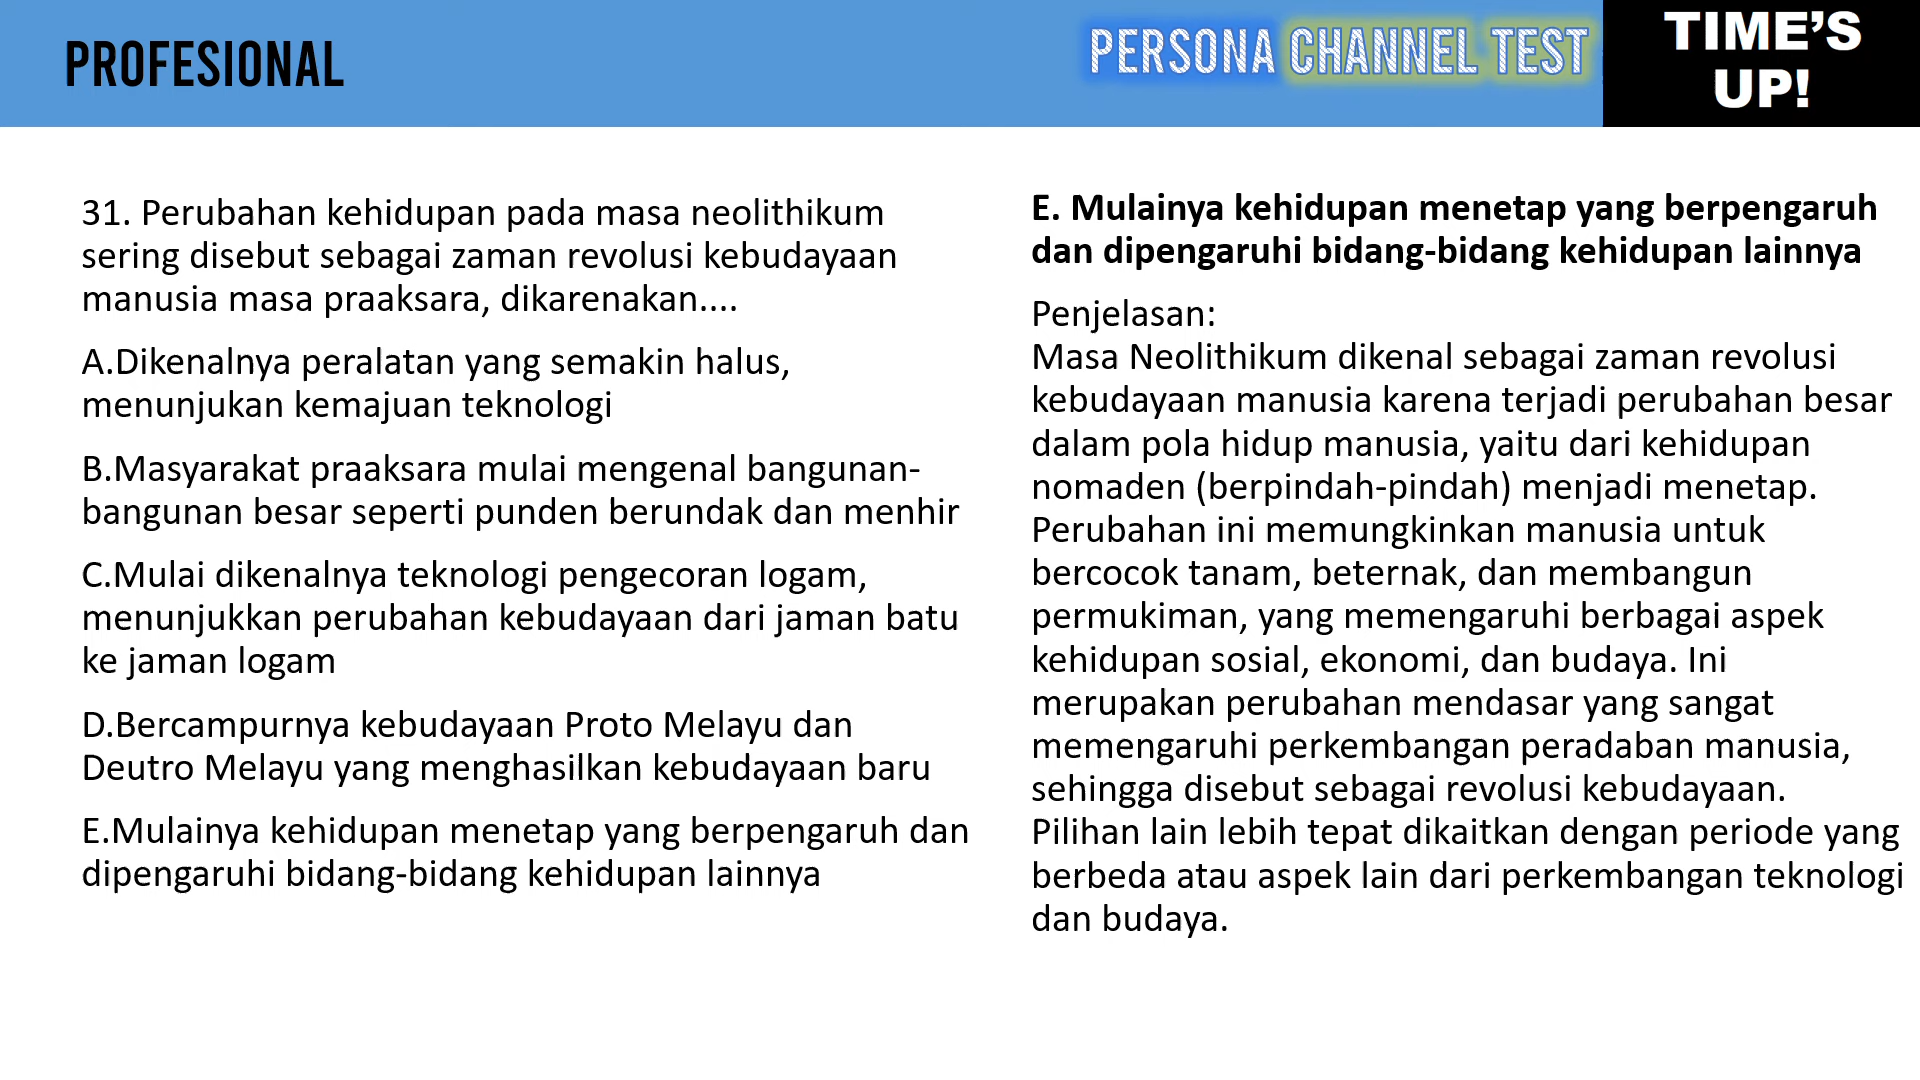 PROFESIONAL
PERSONA CHANNEL TEST
TIME'S
UP!
31. Perubahan kehidupan pada masa neolithikum
sering disebut sebagai zaman revolusi kebudayaan
manusia masa praaksara, dikarenakan....
A.Dikenalnya peralatan yang semakin halus,
menunjukan kemajuan teknologi
B.Masyarakat praaksara mulai mengenal bangunan-
bangunan besar seperti punden berundak dan menhir
C.Mulai dikenalnya teknologi pengecoran logam,
menunjukkan perubahan kebudayaan dari jaman batu
ke jaman logam
D.Bercampurnya kebudayaan Proto Melayu dan
Deutro Melayu yang menghasilkan kebudayaan baru
E.Mulainya kehidupan menetap yang berpengaruh dan
dipengaruhi bidang-bidang kehidupan lainnya
E. Mulainya kehidupan menetap yang berpengaruh
dan dipengaruhi bidang-bidang kehidupan lainnya
Penjelasan:
Masa Neolithikum dikenal sebagai zaman revolusi
kebudayaan manusia karena terjadi perubahan besar
dalam pola hidup manusia, yaitu dari kehidupan
nomaden (berpindah-pindah) menjadi menetap.
Perubahan ini memungkinkan manusia untuk
bercocok tanam, beternak, dan membangun
permukiman, yang memengaruhi berbagai aspek
kehidupan sosial, ekonomi, dan budaya. Ini
merupakan perubahan mendasar yang sangat
memengaruhi perkembangan peradaban manusia,
sehingga disebut sebagai revolusi kebudayaan.
Pilihan lain lebih tepat dikaitkan dengan periode yang
berbeda atau aspek lain dari perkembangan teknologi
dan budaya.